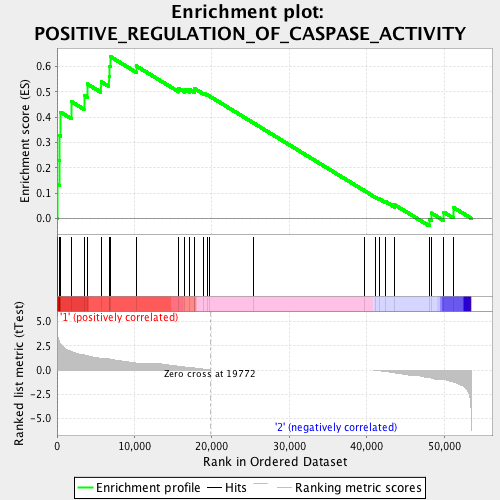 Enrichment plot:
POSITIVE_REGULATION_OF_CASPASE_ACTIVITY
Enrichment score (ES)
0.6
0.5
0.4
0.3
0.2
0.1
0.0
'1' (positively correlated)
Ranked list metric (tTest)
5.0
2.5
0.0
-2.5
-5.0
Zero cross at 19772
'2' (negatively correlated)
0
10,000
20,000
30,000
40,000
50,000
Rank in Ordered Dataset
Enrichment profile
Hits
Ranking metric scores